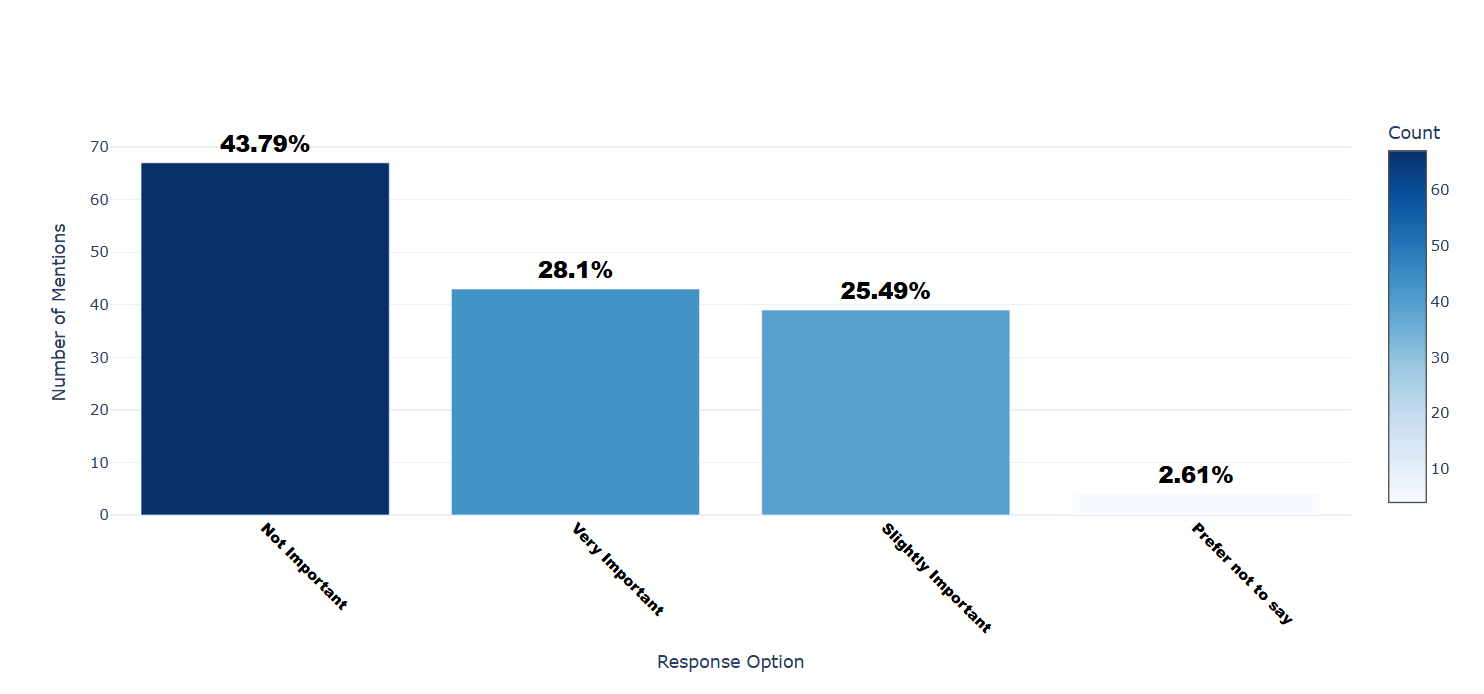 43.79%
28.1%
25.49%
2.61%
70
60
50
40
30
20
10
0
Number of Mentions
Not Important
Very Important
Slightly Important
Prefer not to say
Response Option
Count
60
50
40
30
20
10